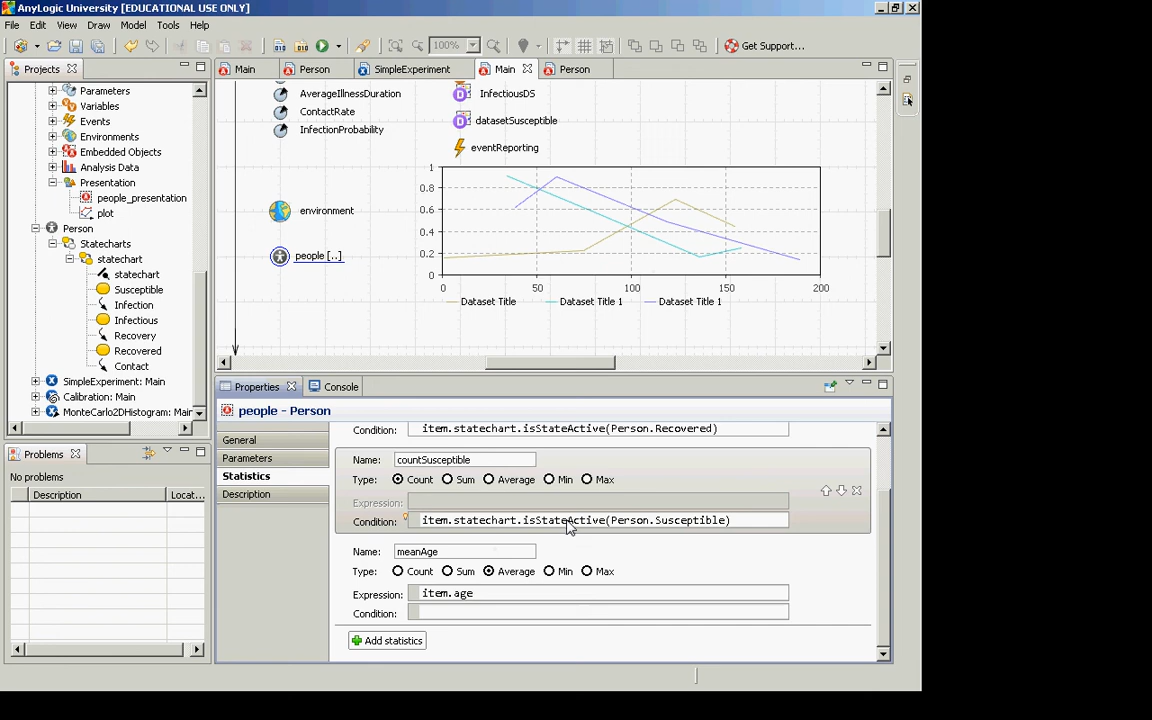 AnyLogic University [EDUCATIONAL USE ONLY]
File Edit View Draw Model Tools Help
100% Get Support...
Projects
Main Person SimpleExperiment Main Person
Parameters
Variables
Events
Environments
Embedded Objects
Analysis Data
Presentation
people_presentation
plot
Person
Statecharts
statechart
statechart
Susceptible
Infection
Infectious
Recovery
Recovered
Contact
SimpleExperiment: Main
Calibration: Main
MonteCarlo2DHistogram: Main
AverageIllnessDuration
ContactRate
InfectionProbability
InfectiousDS
datasetSusceptible
eventReporting
environment
people [..]
1
0.8
0.6
0.4
0.2
0
0 50 100 150 200
Dataset Title Dataset Title 1 Dataset Title 1
Problems
No problems
Description Locat...
Properties Console
people - Person
General
Parameters
Statistics
Description
Condition: item.statechart.isStateActive(Person.Recovered)
Name: countSusceptible
Type: Count Sum Average Min Max
Expression:
Condition: item.statechart.isStateActive(Person.Susceptible)
Name: meanAge
Type: Count Sum Average Min Max
Expression: item.age
Condition:
Add statistics